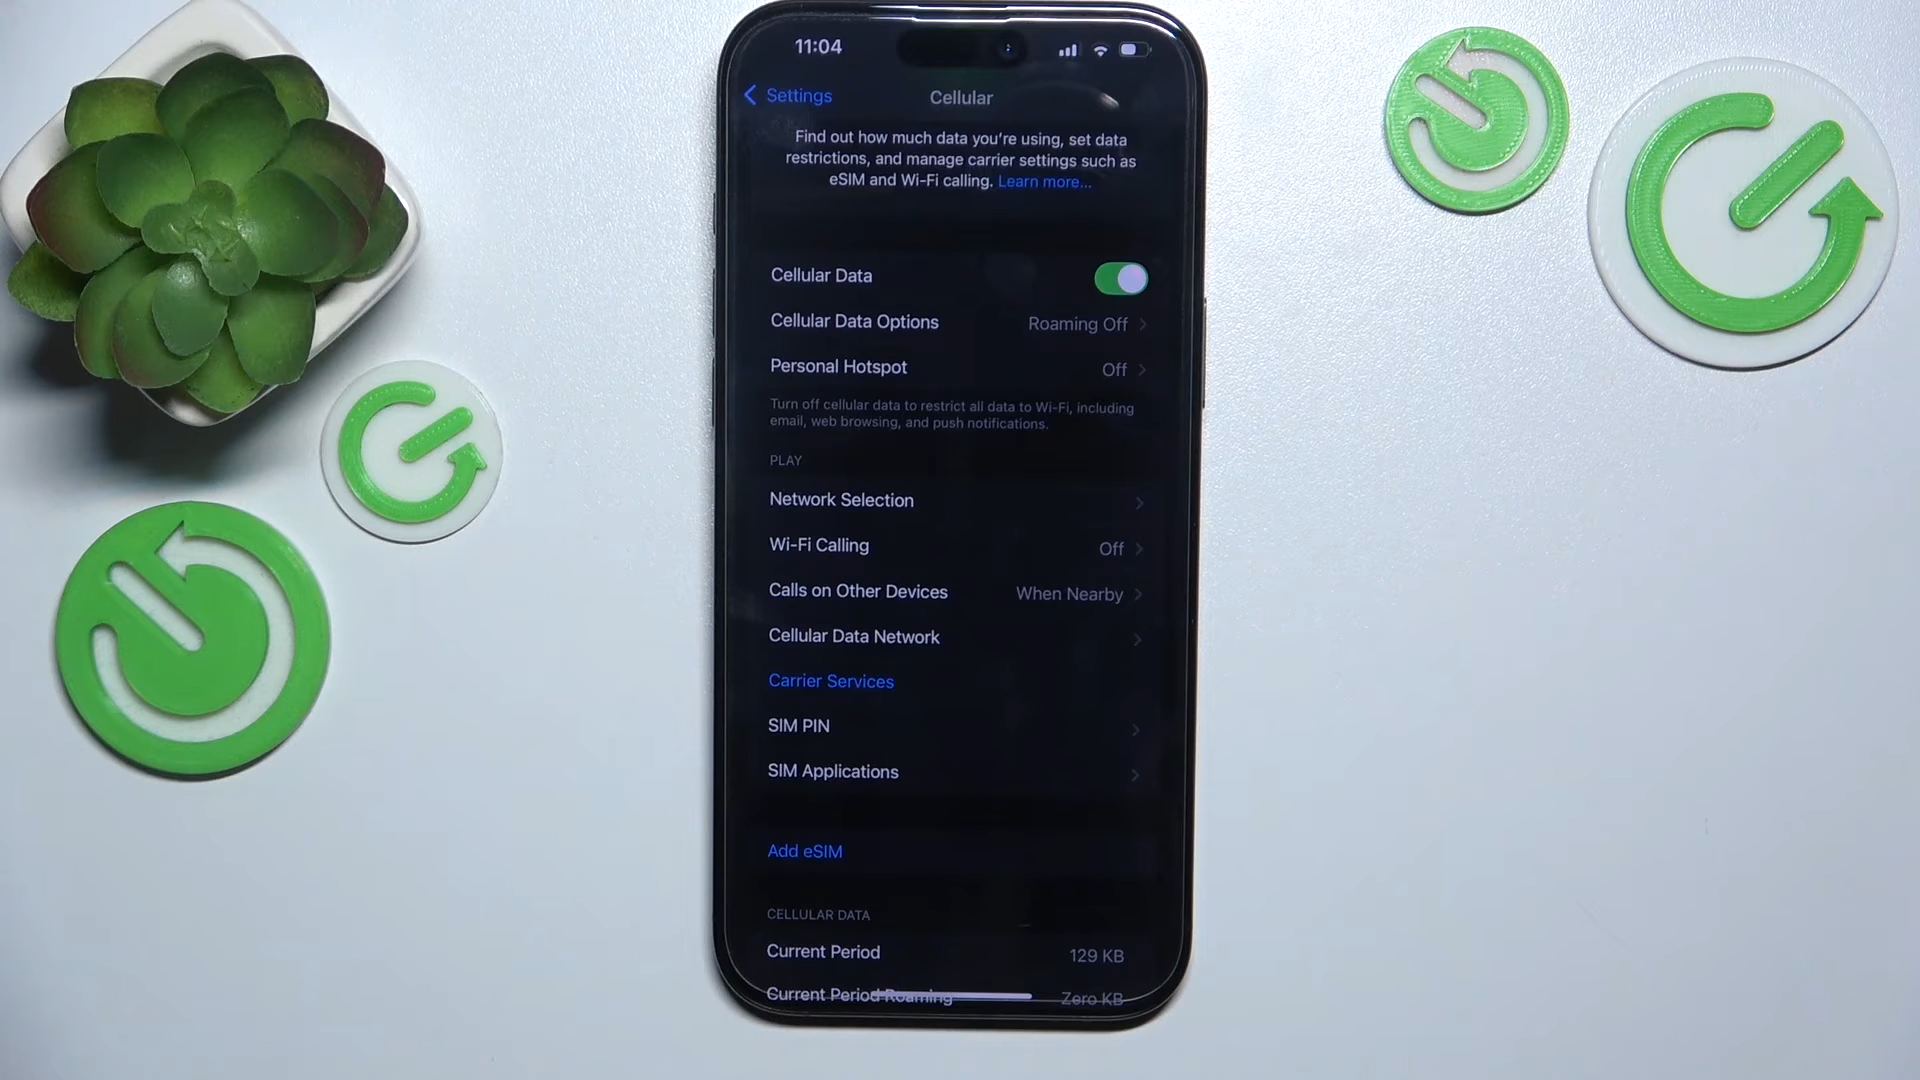 11:04
Settings
Cellular
Find out how much data you're using, set data
restrictions, and manage carrier settings such as
eSIM and Wi-Fi calling. Learn more...
Cellular Data
Cellular Data Options Roaming Off
Personal Hotspot Off
Turn off cellular data to restrict all data to Wi-Fi, including
email, web browsing, and push notifications.
PLAY
Network Selection
Wi-Fi Calling Off
Calls on Other Devices When Nearby
Cellular Data Network
Carrier Services
SIM PIN
SIM Applications
Add eSIM
CELLULAR DATA
Current Period 129 KB
Current Period Roaming Zero KB